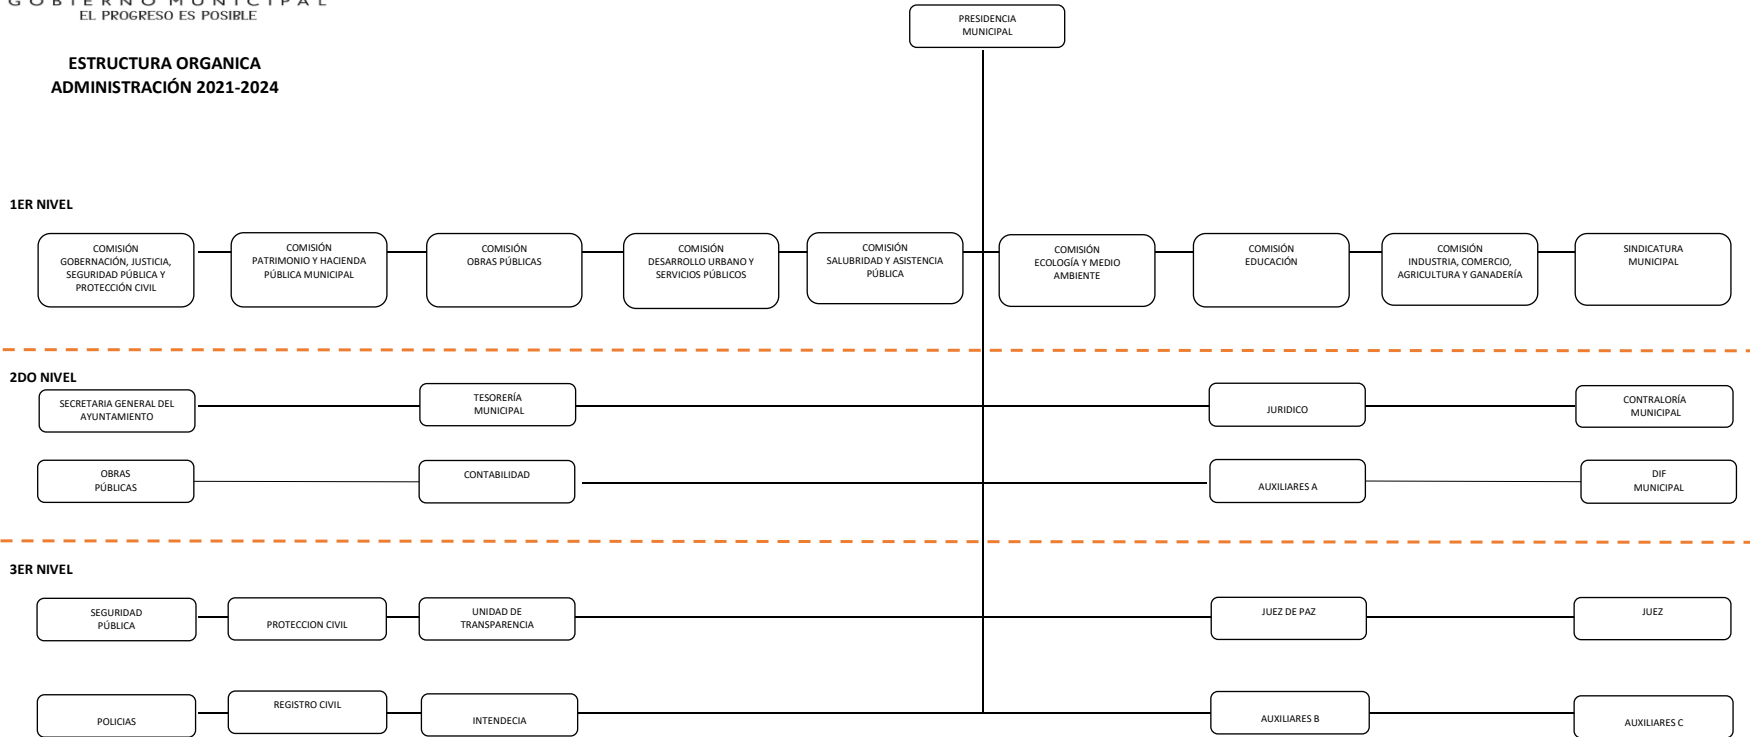 GOBIERNO MUNICIPAL
EL PROGRESO ES POSIBLE
PRESIDENCIA
MUNICIPAL
ESTRUCTURA ORGANICA
ADMINISTRACIÓN 2021-2024
1ER NIVEL
COMISIÓN
GOBERNACIÓN, JUSTICIA,
SEGURIDAD PÚBLICA Y
PROTECCIÓN CIVIL
COMISIÓN
PATRIMONIO Y HACIENDA
PÚBLICA MUNICIPAL
COMISIÓN
OBRAS PÚBLICAS
COMISIÓN
DESARROLLO URBANO Y
SERVICIOS PÚBLICOS
COMISIÓN
SALUBRIDAD Y ASISTENCIA
PÚBLICA
COMISIÓN
ECOLOGÍA Y MEDIO
AMBIENTE
COMISIÓN
EDUCACIÓN
COMISIÓN
INDUSTRIA, COMERCIO,
AGRICULTURA Y GANADERÍA
SINDICATURA
MUNICIPAL
2DO NIVEL
SECRETARIA GENERAL DEL
AYUNTAMIENTO
TESORERÍA
MUNICIPAL
JURIDICO
CONTRALORÍA
MUNICIPAL
OBRAS
PÚBLICAS
CONTABILIDAD
AUXILIARES A
DIF
MUNICIPAL
3ER NIVEL
SEGURIDAD
PÚBLICA
PROTECCION CIVIL
UNIDAD DE
TRANSPARENCIA
JUEZ DE PAZ
JUEZ
POLICIAS
REGISTRO CIVIL
INTENDECIA
AUXILIARES B
AUXILIARES C